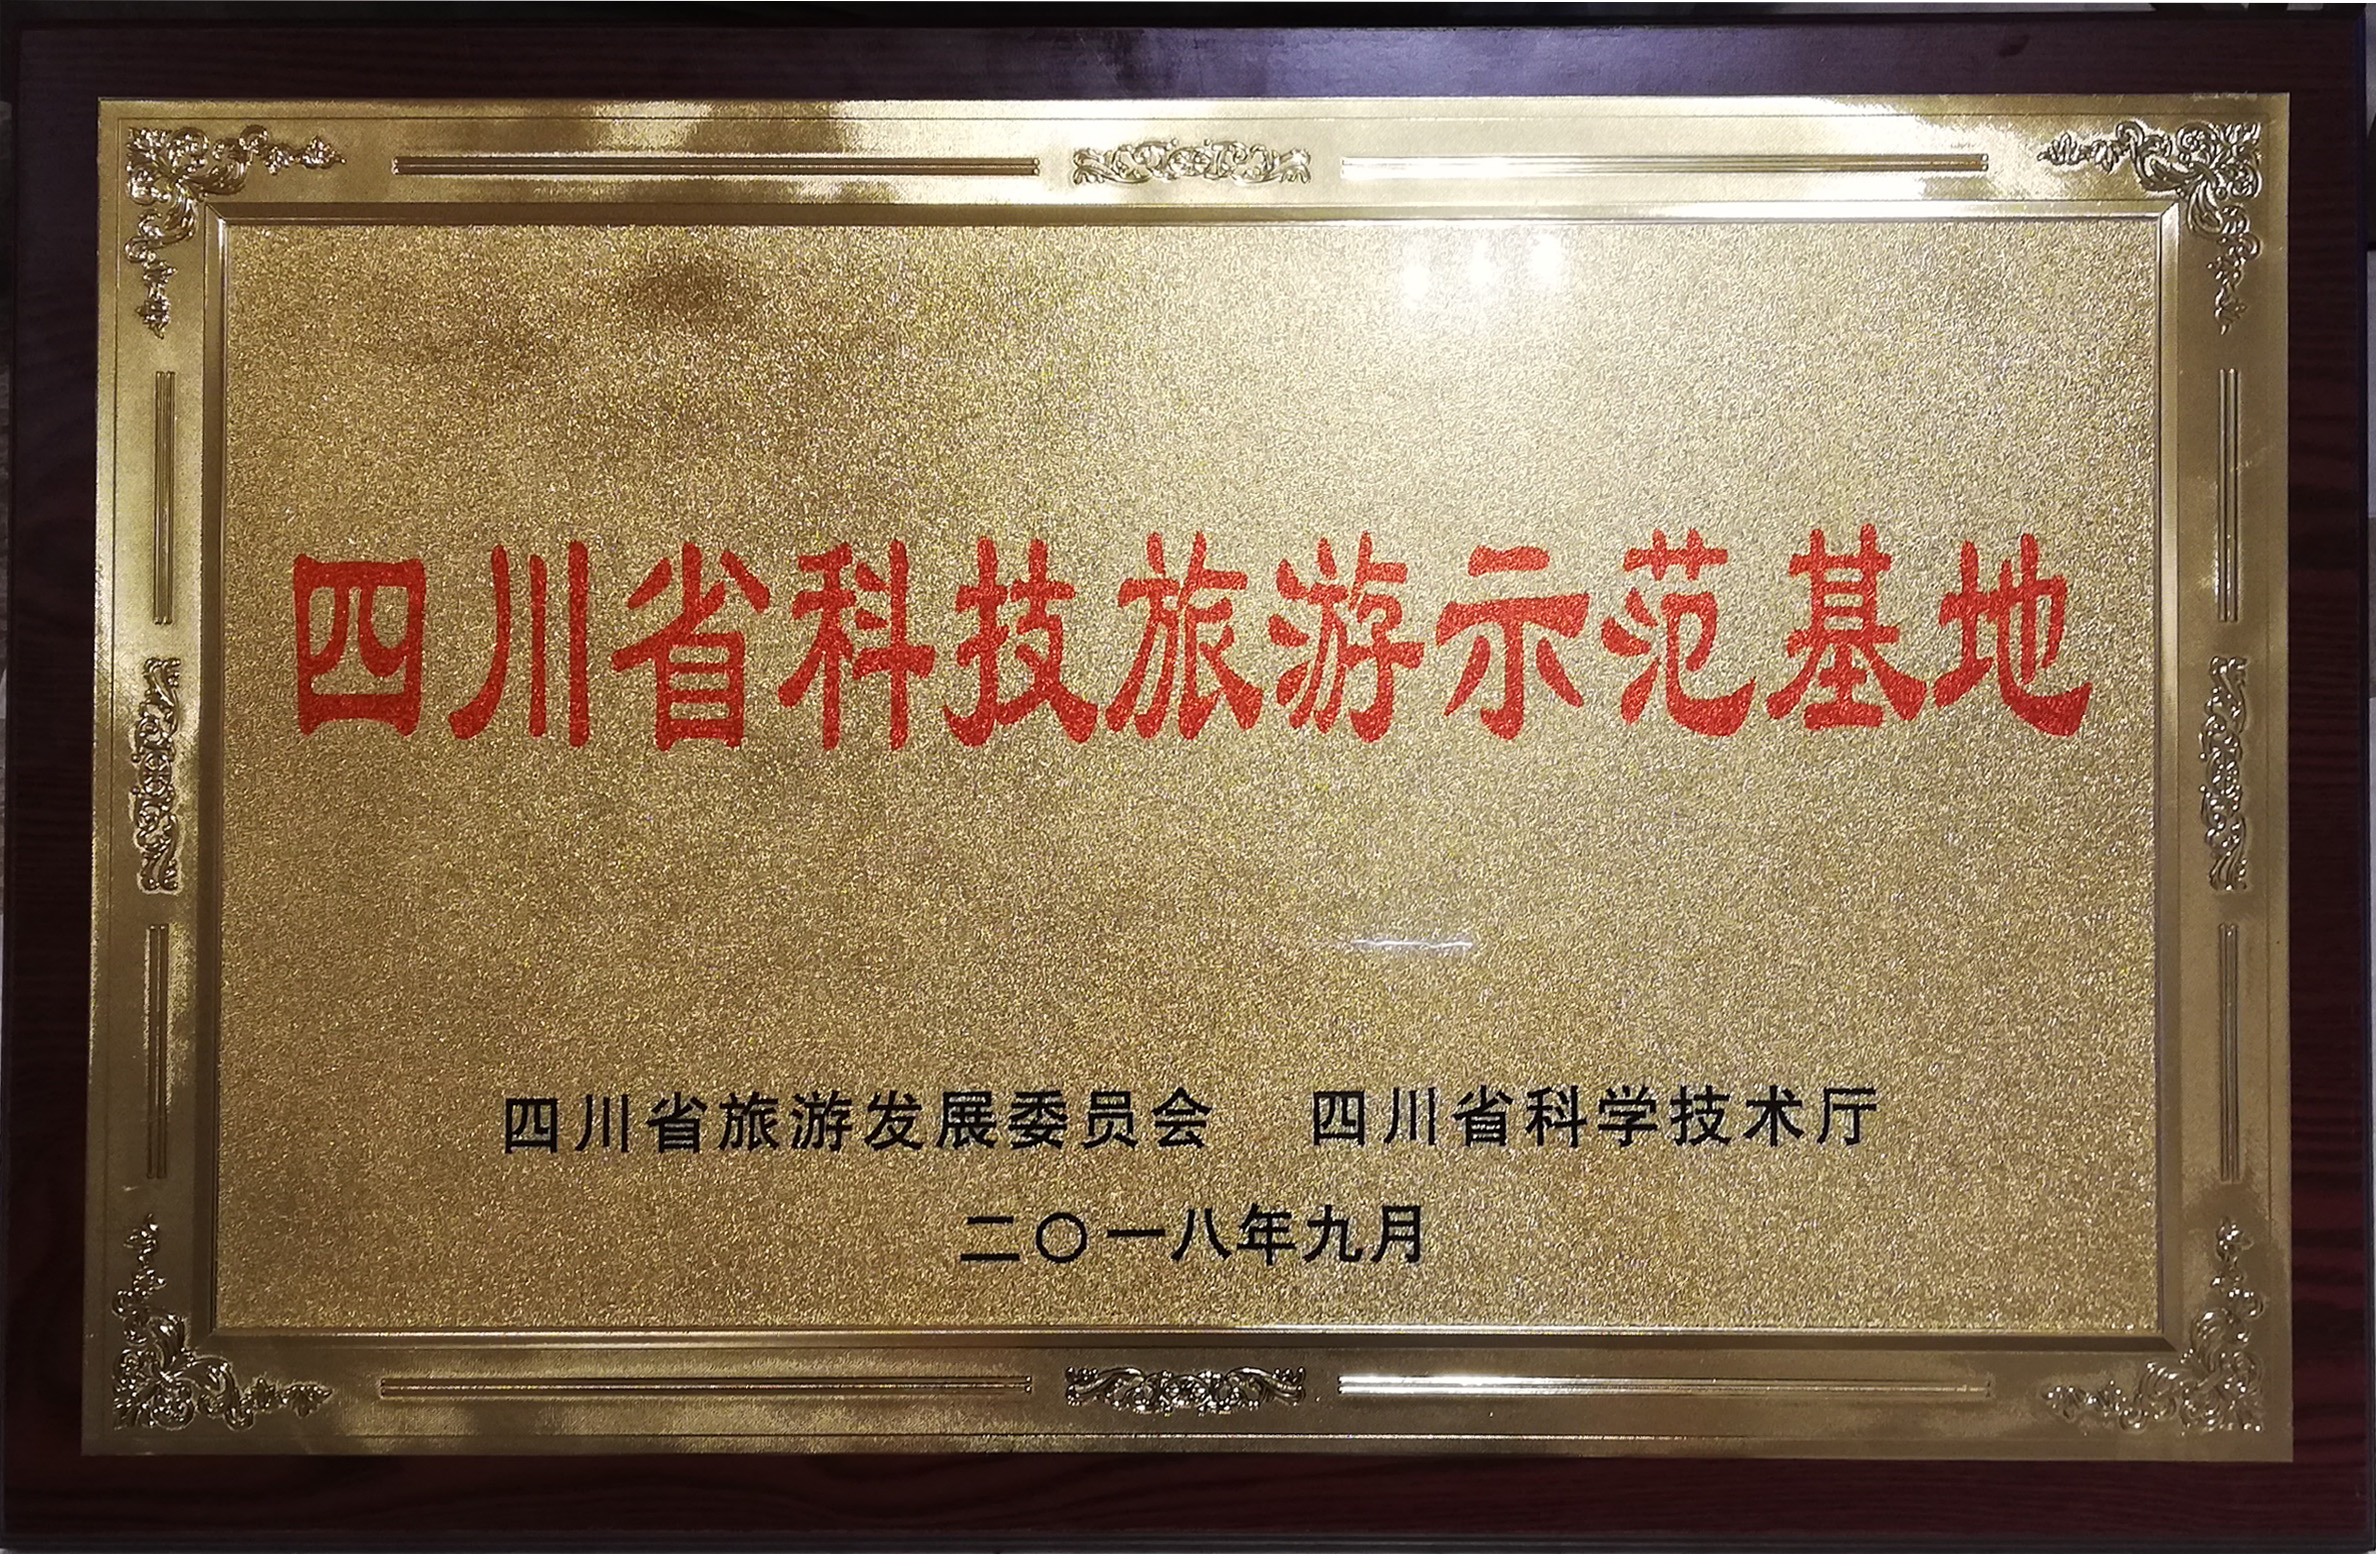 四川省科技旅游示范基地
四川省旅游发展委员会 四川省科学技术厅
二〇一八年九月